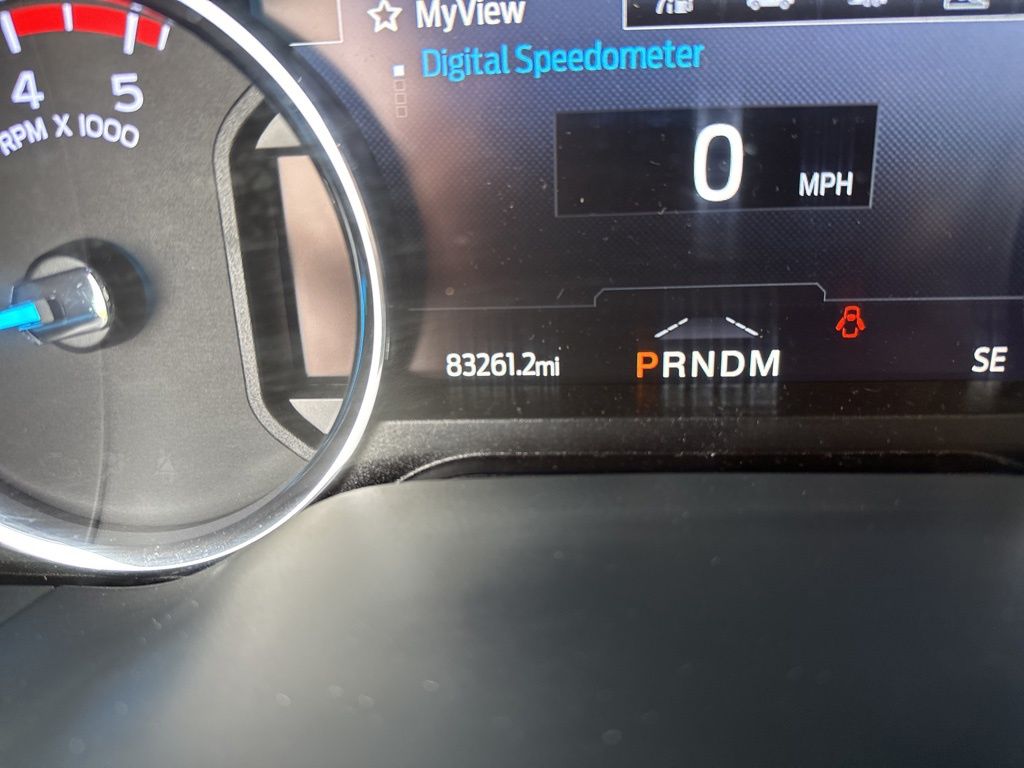 MyView
Digital Speedometer
4 5
RPM X 1000
0 MPH
83261.2mi
PRNDM
SE